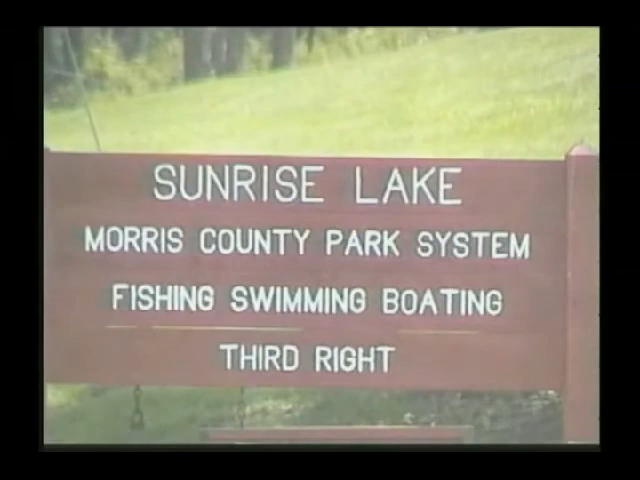 SUNRISE LAKE
MORRIS COUNTY PARK SYSTEM
FISHING SWIMMING BOATING
THIRD RIGHT